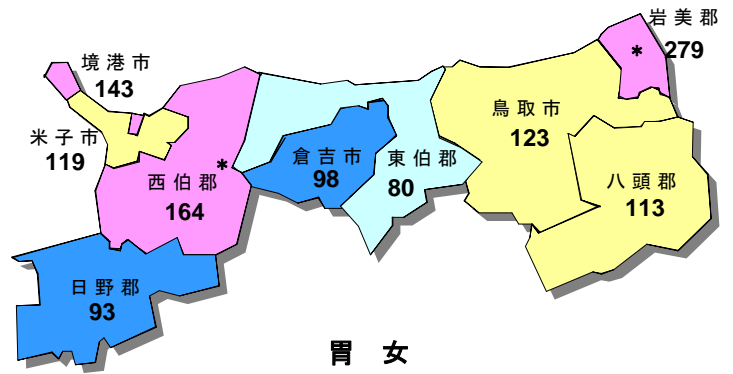 岩美郡
* 279
境港市
143
鳥取市
123
米子市
119
*
倉吉市
98
東伯郡
80
西伯郡
164
八頭郡
113
日野郡
93
胃 女